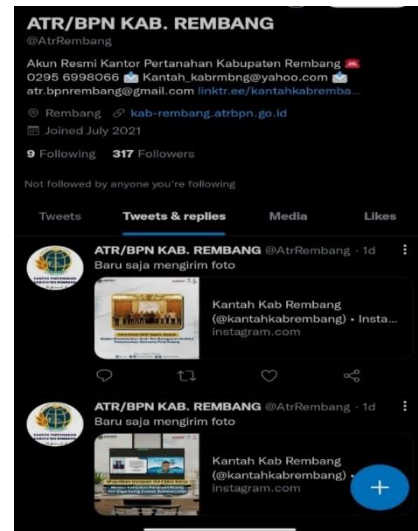 ATR/BPN KAB. REMBANG
@AtrRembang
Akun Resmi Kantor Pertanahan Kabupaten Rembang
0295 6998066 📩 Kantah_kabrmbng@yahoo.com 📩
atr.bpnrembang@gmail.com linktr.ee/kantahkabremba...
Rembang kab-rembang.atrbpn.go.id
Joined July 2021
9 Following 317 Followers
Not followed by anyone you're following
Tweets Tweets & replies Media Likes
ATR/BPN KAB. REMBANG @AtrRembang · 1d
Baru saja mengirim foto
Kantah Kab Rembang
(@kantahkabrembang) • Insta...
instagram.com
ATR/BPN KAB. REMBANG @AtrRembang · 1d
Baru saja mengirim foto
Kantah Kab Rembang
(@kantahkabrembang) •
instagram.com